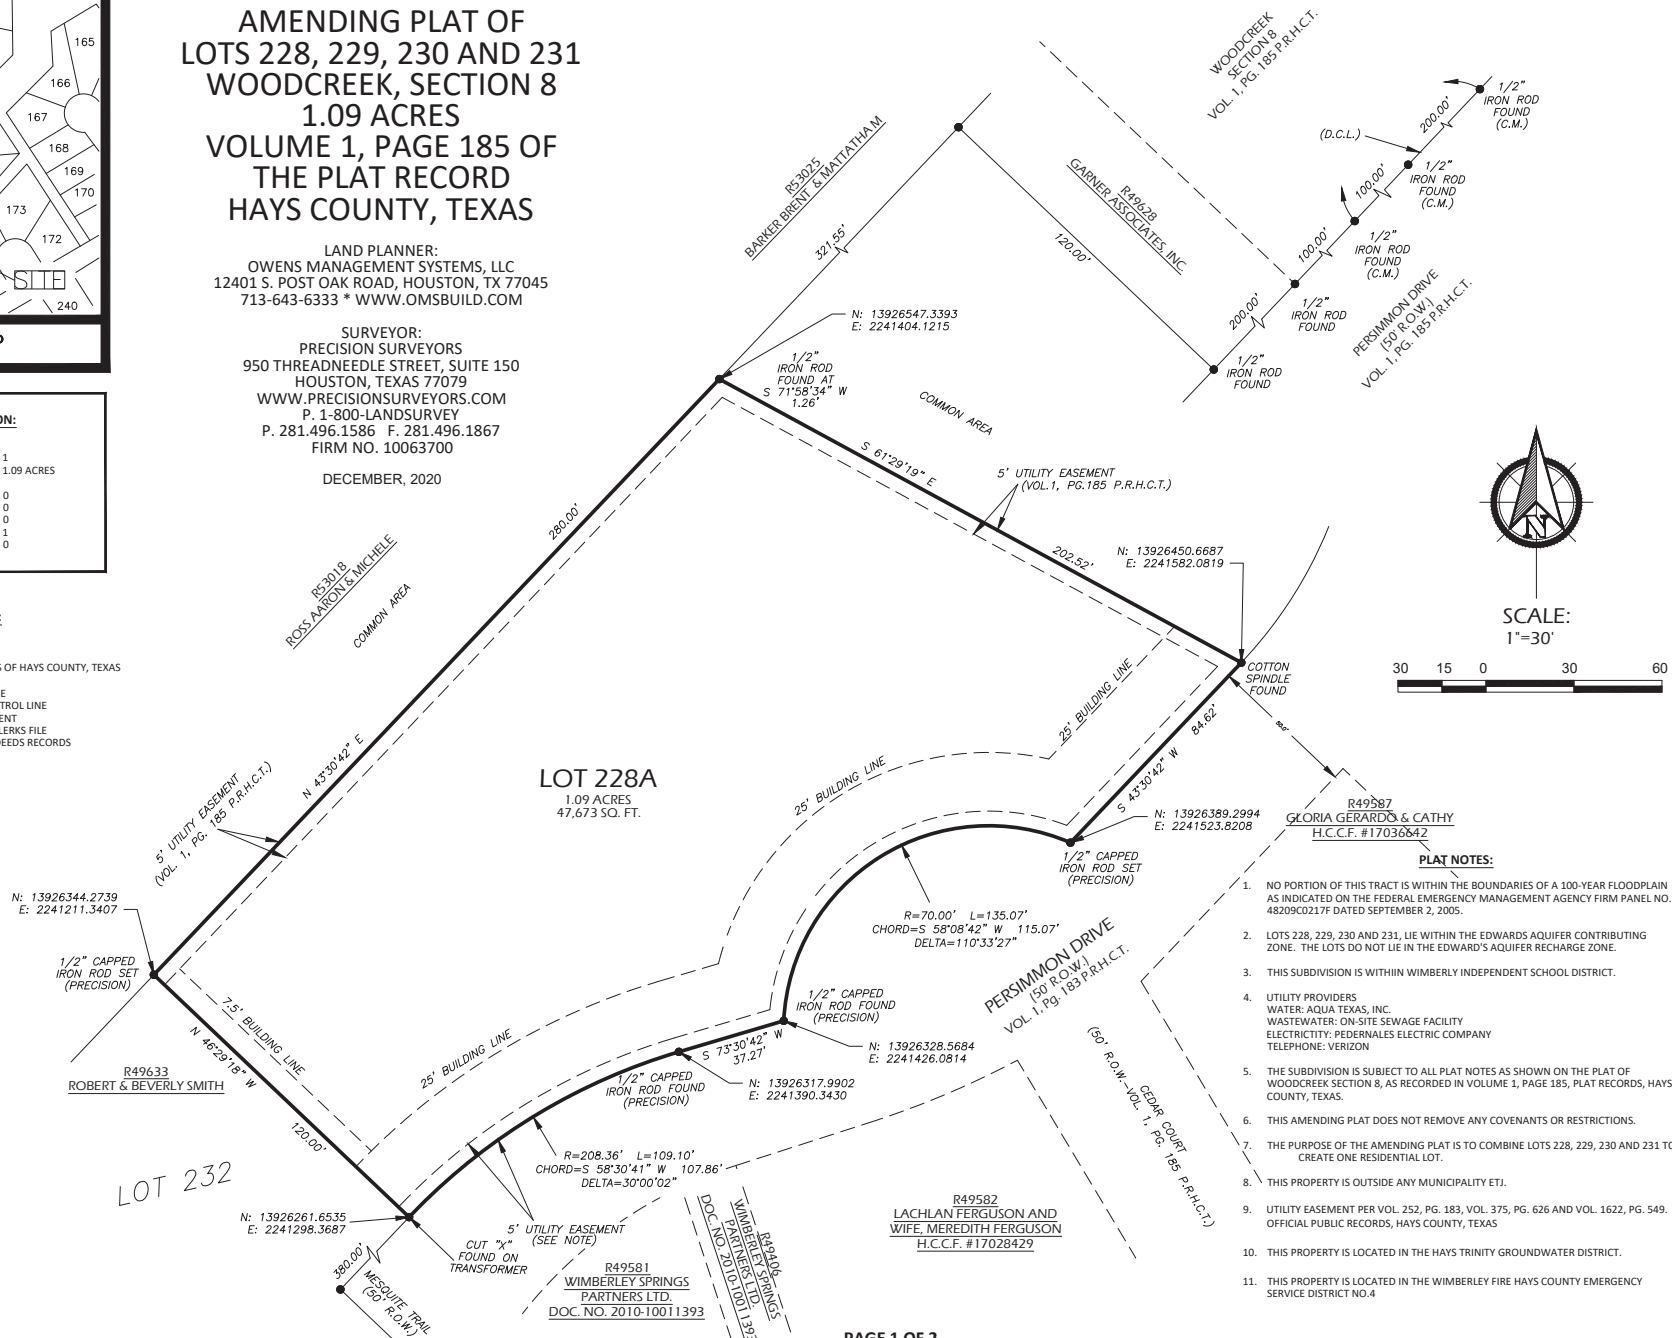 AMENDING PLAT OF
LOTS 228, 229, 230 AND 231
WOODCREEK, SECTION 8
1.09 ACRES
VOLUME 1, PAGE 185 OF
THE PLAT RECORD
HAYS COUNTY, TEXAS
LAND PLANNER:
OWENS MANAGEMENT SYSTEMS, LLC
12401 S. POST OAK ROAD, HOUSTON, TX 77045
713-643-6333 * WWW.OMSBUILD.COM
SURVEYOR:
PRECISION SURVEYORS
950 THREADNEEDLE STREET, SUITE 150
HOUSTON, TEXAS 77079
WWW.PRECISIONSURVEYORS.COM
P. 1-800-LANDSURVEY
P. 281.496.1586 F. 281.496.1867
FIRM NO. 10063700
DECEMBER, 2020
165
166
167
168
169
170
173
172
SITE
240
ON:
1
1.09 ACRES
0
0
0
1
0
S OF HAYS COUNTY, TEXAS
E
TROL LINE
ENT
LERKS FILE
DEEDS RECORDS
WOODCREEK
SECTION 8
VOL. 1, PG. 185 P.R.H.C.T.
R53025
BARKER BRENT & MATTATHA M
321.55'
R49628
GARNER ASSOCIATES, INC.
120.00'
(D.C.L.)
200.00'
1/2"
IRON ROD
FOUND
(C.M.)
100.00'
1/2"
IRON ROD
FOUND
(C.M.)
100.00'
1/2"
IRON ROD
FOUND
(C.M.)
200.00'
1/2"
IRON ROD
FOUND
1/2"
IRON ROD
FOUND
PERSIMMON DRIVE
(50' R.O.W.)
VOL. 1, PG. 185 P.R.H.C.T.
N: 13926547.3393
E: 2241404.1215
1/2"
IRON ROD
FOUND AT
S 71°58'34" W
1.26'
COMMON AREA
S 61°29'19" E
5' UTILITY EASEMENT
(VOL.1, PG.185 P.R.H.C.T.)
202.52'
N: 13926450.6687
E: 2241582.0819
COTTON
SPINDLE
FOUND
N
SCALE:
1"=30'
30 15 0 30 60
280.00'
R53018
ROSS AARON & MICHELE
COMMON AREA
N 43°30'42" E
5' UTILITY EASEMENT
(VOL. 1, PG. 185 P.R.H.C.T.)
LOT 228A
1.09 ACRES
47,673 SQ. FT.
25' BUILDING LINE
25' BUILDING LINE
84.62'
S 43°30'42" W
N: 13926389.2994
E: 2241523.8208
1/2" CAPPED
IRON ROD SET
(PRECISION)
R49587
GLORIA GERARDO & CATHY
H.C.C.F. #17036642
N: 13926344.2739
E: 2241211.3407
1/2" CAPPED
IRON ROD SET
(PRECISION)
R=70.00' L=135.07'
CHORD=S 58°08'42" W 115.07'
DELTA=110°33'27"
PERSIMMON DRIVE
(50' R.O.W.)
VOL. 1, Pg. 183 P.R.H.C.T.
1/2" CAPPED
IRON ROD FOUND
(PRECISION)
S 73°30'42" W
37.27'
N: 13926328.5684
E: 2241426.0814
7.5' BUILDING LINE
N 46°29'18" W
120.00'
25' BUILDING LINE
1/2" CAPPED
IRON ROD FOUND
(PRECISION)
N: 13926317.9902
E: 2241390.3430
R49633
ROBERT & BEVERLY SMITH
LOT 232
R=208.36' L=109.10'
CHORD=S 58°30'41" W 107.86'
DELTA=30°00'02"
N: 13926261.6535
E: 2241298.3687
380.00'
MESQUITE TRAIL
(50' R.O.W.)
CUT "X"
FOUND ON
TRANSFORMER
5' UTILITY EASEMENT
(SEE NOTE)
R49581
WIMBERLEY SPRINGS
PARTNERS LTD.
DOC. NO. 2010-10011393
R49406
WIMBERLEY SPRINGS
PARTNERS LTD.
DOC. NO. 2010-10011393
R49582
LACHLAN FERGUSON AND
WIFE, MEREDITH FERGUSON
H.C.C.F. #17028429
CEDAR COURT
(50' R.O.W.-VOL. 1, PG. 185 P.R.H.C.T.)
PLAT NOTES:
1. NO PORTION OF THIS TRACT IS WITHIN THE BOUNDARIES OF A 100-YEAR FLOODPLAIN
AS INDICATED ON THE FEDERAL EMERGENCY MANAGEMENT AGENCY FIRM PANEL NO.
48209C0217F DATED SEPTEMBER 2, 2005.
2. LOTS 228, 229, 230 AND 231, LIE WITHIN THE EDWARDS AQUIFER CONTRIBUTING
ZONE. THE LOTS DO NOT LIE IN THE EDWARD'S AQUIFER RECHARGE ZONE.
3. THIS SUBDIVISION IS WITHIN WIMBERLY INDEPENDENT SCHOOL DISTRICT.
4. UTILITY PROVIDERS
WATER: AQUA TEXAS, INC.
WASTEWATER: ON-SITE SEWAGE FACILITY
ELECTRICTITY: PEDERNALES ELECTRIC COMPANY
TELEPHONE: VERIZON
5. THE SUBDIVISION IS SUBJECT TO ALL PLAT NOTES AS SHOWN ON THE PLAT OF
WOODCREEK SECTION 8, AS RECORDED IN VOLUME 1, PAGE 185, PLAT RECORDS, HAYS
COUNTY, TEXAS.
6. THIS AMENDING PLAT DOES NOT REMOVE ANY COVENANTS OR RESTRICTIONS.
7. THE PURPOSE OF THE AMENDING PLAT IS TO COMBINE LOTS 228, 229, 230 AND 231 TO
CREATE ONE RESIDENTIAL LOT.
8. THIS PROPERTY IS OUTSIDE ANY MUNICIPALITY ETJ.
9. UTILITY EASEMENT PER VOL. 252, PG. 183, VOL. 375, PG. 626 AND VOL. 1622, PG. 549.
OFFICIAL PUBLIC RECORDS, HAYS COUNTY, TEXAS
10. THIS PROPERTY IS LOCATED IN THE HAYS TRINITY GROUNDWATER DISTRICT.
11. THIS PROPERTY IS LOCATED IN THE WIMBERLEY FIRE HAYS COUNTY EMERGENCY
SERVICE DISTRICT NO.4
PAGE 1 OF 2